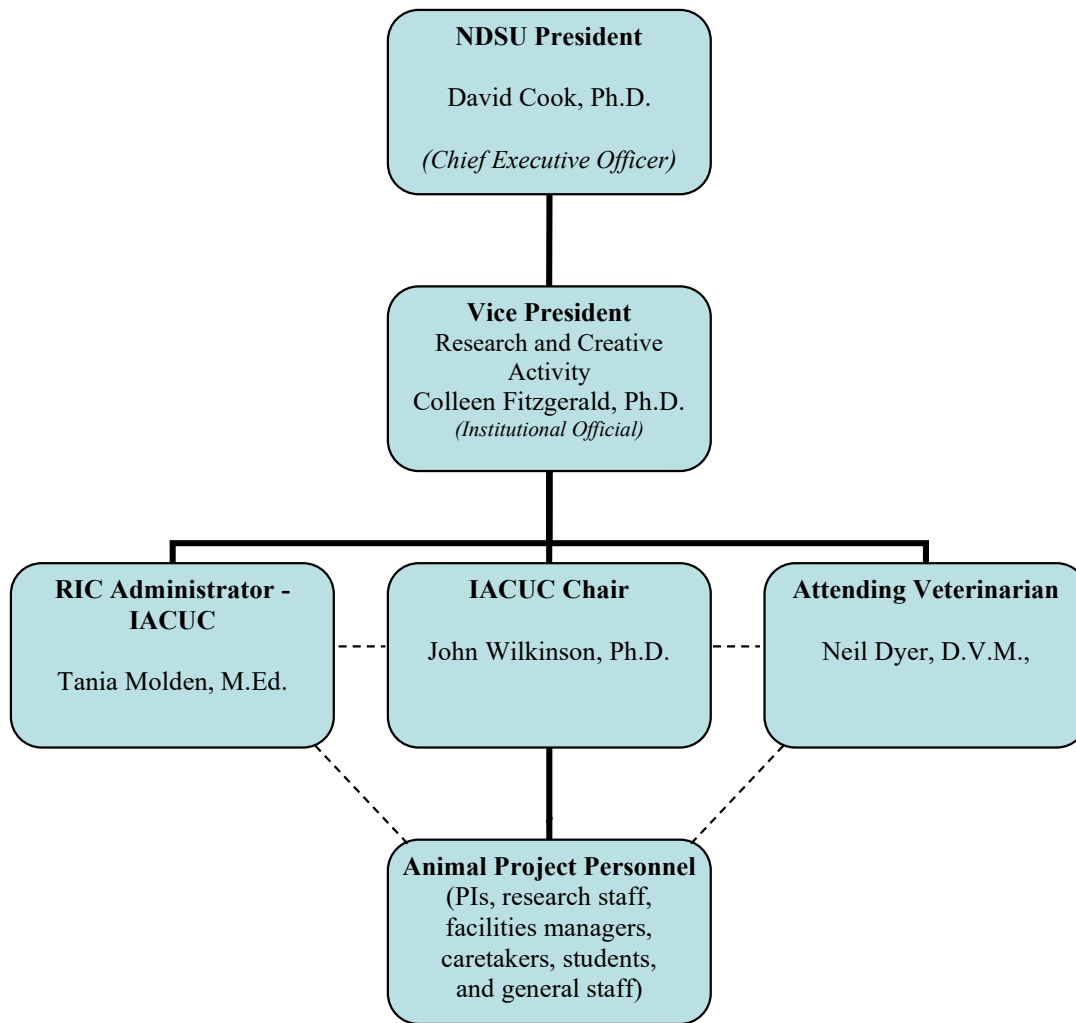 NDSU President
David Cook, Ph.D.
(Chief Executive Officer)
Vice President
Research and Creative
Activity
Colleen Fitzgerald, Ph.D.
(Institutional Official)
RIC Administrator -
IACUC
Tania Molden, M.Ed.
IACUC Chair
John Wilkinson, Ph.D.
Attending Veterinarian
Neil Dyer, D.V.M.,
Animal Project Personnel
(PIs, research staff,
facilities managers,
caretakers, students,
and general staff)